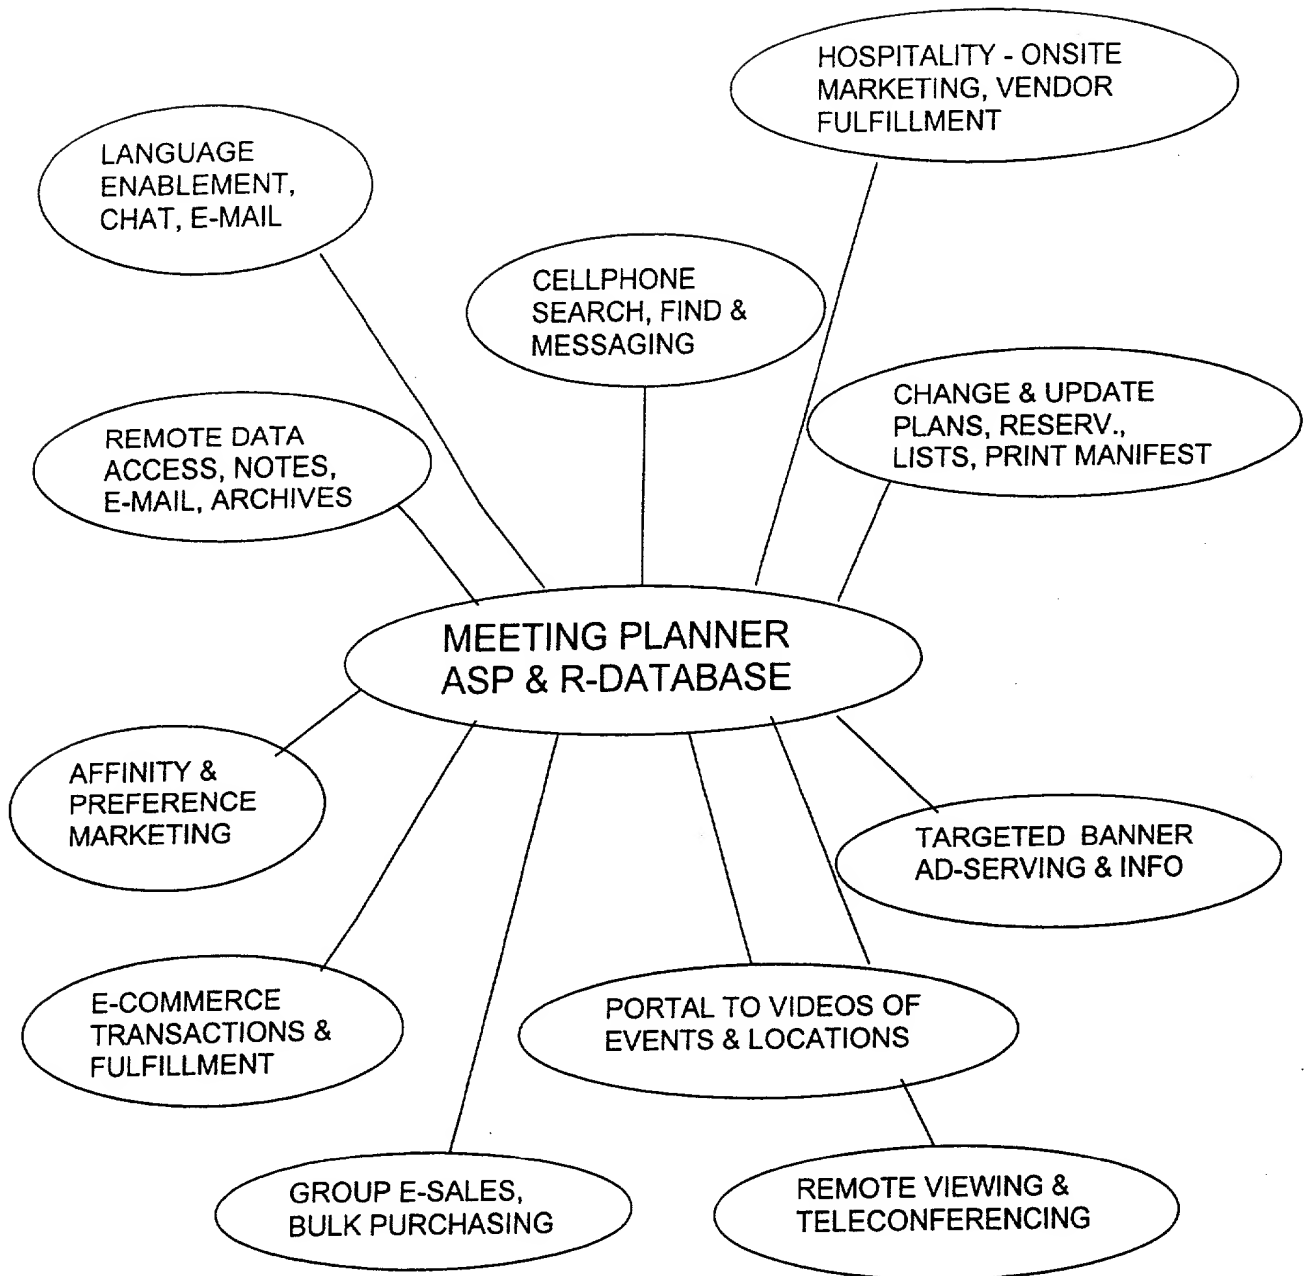 HOSPITALITY - ONSITE
MARKETING, VENDOR
FULFILLMENT
LANGUAGE
ENABLEMENT,
CHAT, E-MAIL
CELLPHONE
SEARCH, FIND &
MESSAGING
CHANGE & UPDATE
PLANS, RESERV.,
LISTS, PRINT MANIFEST
REMOTE DATA
ACCESS, NOTES,
E-MAIL, ARCHIVES
MEETING PLANNER
ASP & R-DATABASE
AFFINITY &
PREFERENCE
MARKETING
TARGETED BANNER
AD-SERVING & INFO
E-COMMERCE
TRANSACTIONS &
FULFILLMENT
PORTAL TO VIDEOS OF
EVENTS & LOCATIONS
GROUP E-SALES,
BULK PURCHASING
REMOTE VIEWING &
TELECONFERENCING